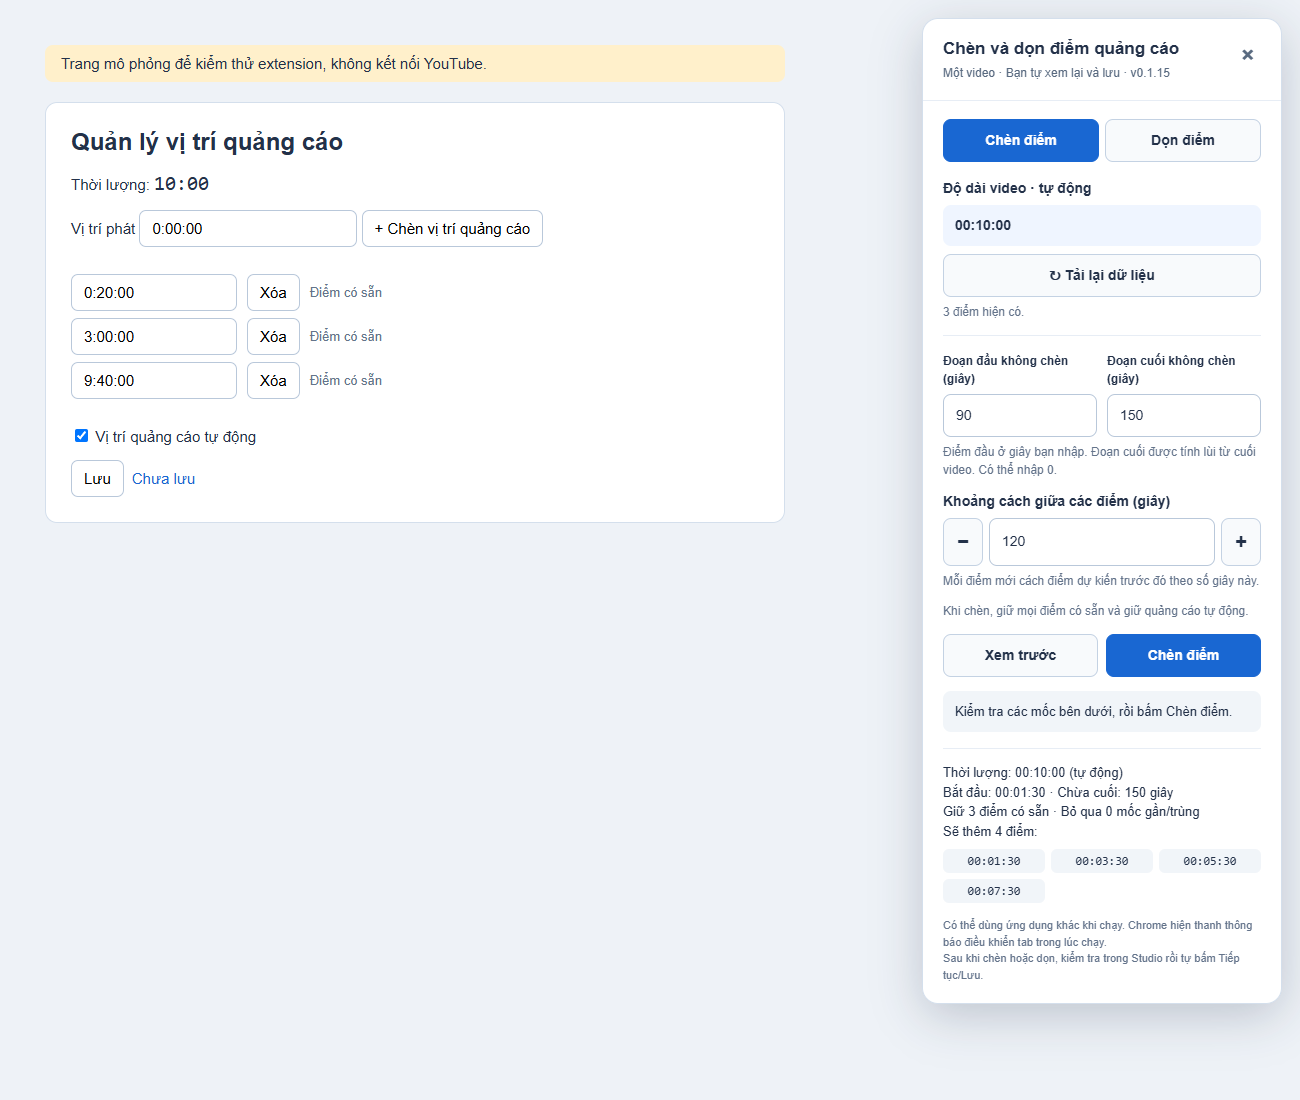 Trang mô phỏng để kiểm thử extension, không kết nối YouTube.
Quản lý vị trí quảng cáo
Thời lượng: 10:00
Vị trí phát 0:00:00 + Chèn vị trí quảng cáo
0:20:00 Xóa Điểm có sẵn
3:00:00 Xóa Điểm có sẵn
9:40:00 Xóa Điểm có sẵn
Vị trí quảng cáo tự động
Lưu Chưa lưu
Chèn và dọn điểm quảng cáo ×
Một video · Bạn tự xem lại và lưu · v0.1.15
Chèn điểm Dọn điểm
Độ dài video · tự động
00:10:00
↻ Tải lại dữ liệu
3 điểm hiện có.
Đoạn đầu không chèn (giây)
90
Đoạn cuối không chèn (giây)
150
Điểm đầu ở giây bạn nhập. Đoạn cuối được tính lùi từ cuối
video. Có thể nhập 0.
Khoảng cách giữa các điểm (giây)
− 120 +
Mỗi điểm mới cách điểm dự kiến trước đó theo số giây này.
Khi chèn, giữ mọi điểm có sẵn và giữ quảng cáo tự động.
Xem trước Chèn điểm
Kiểm tra các mốc bên dưới, rồi bấm Chèn điểm.
Thời lượng: 00:10:00 (tự động)
Bắt đầu: 00:01:30 · Chừa cuối: 150 giây
Giữ 3 điểm có sẵn · Bỏ qua 0 mốc gần/trùng
Sẽ thêm 4 điểm:
00:01:30 00:03:30 00:05:30
00:07:30
Có thể dùng ứng dụng khác khi chạy. Chrome hiện thanh thông
báo điều khiển tab trong lúc chạy.
Sau khi chèn hoặc dọn, kiểm tra trong Studio rồi tự bấm Tiếp
tục/Lưu.